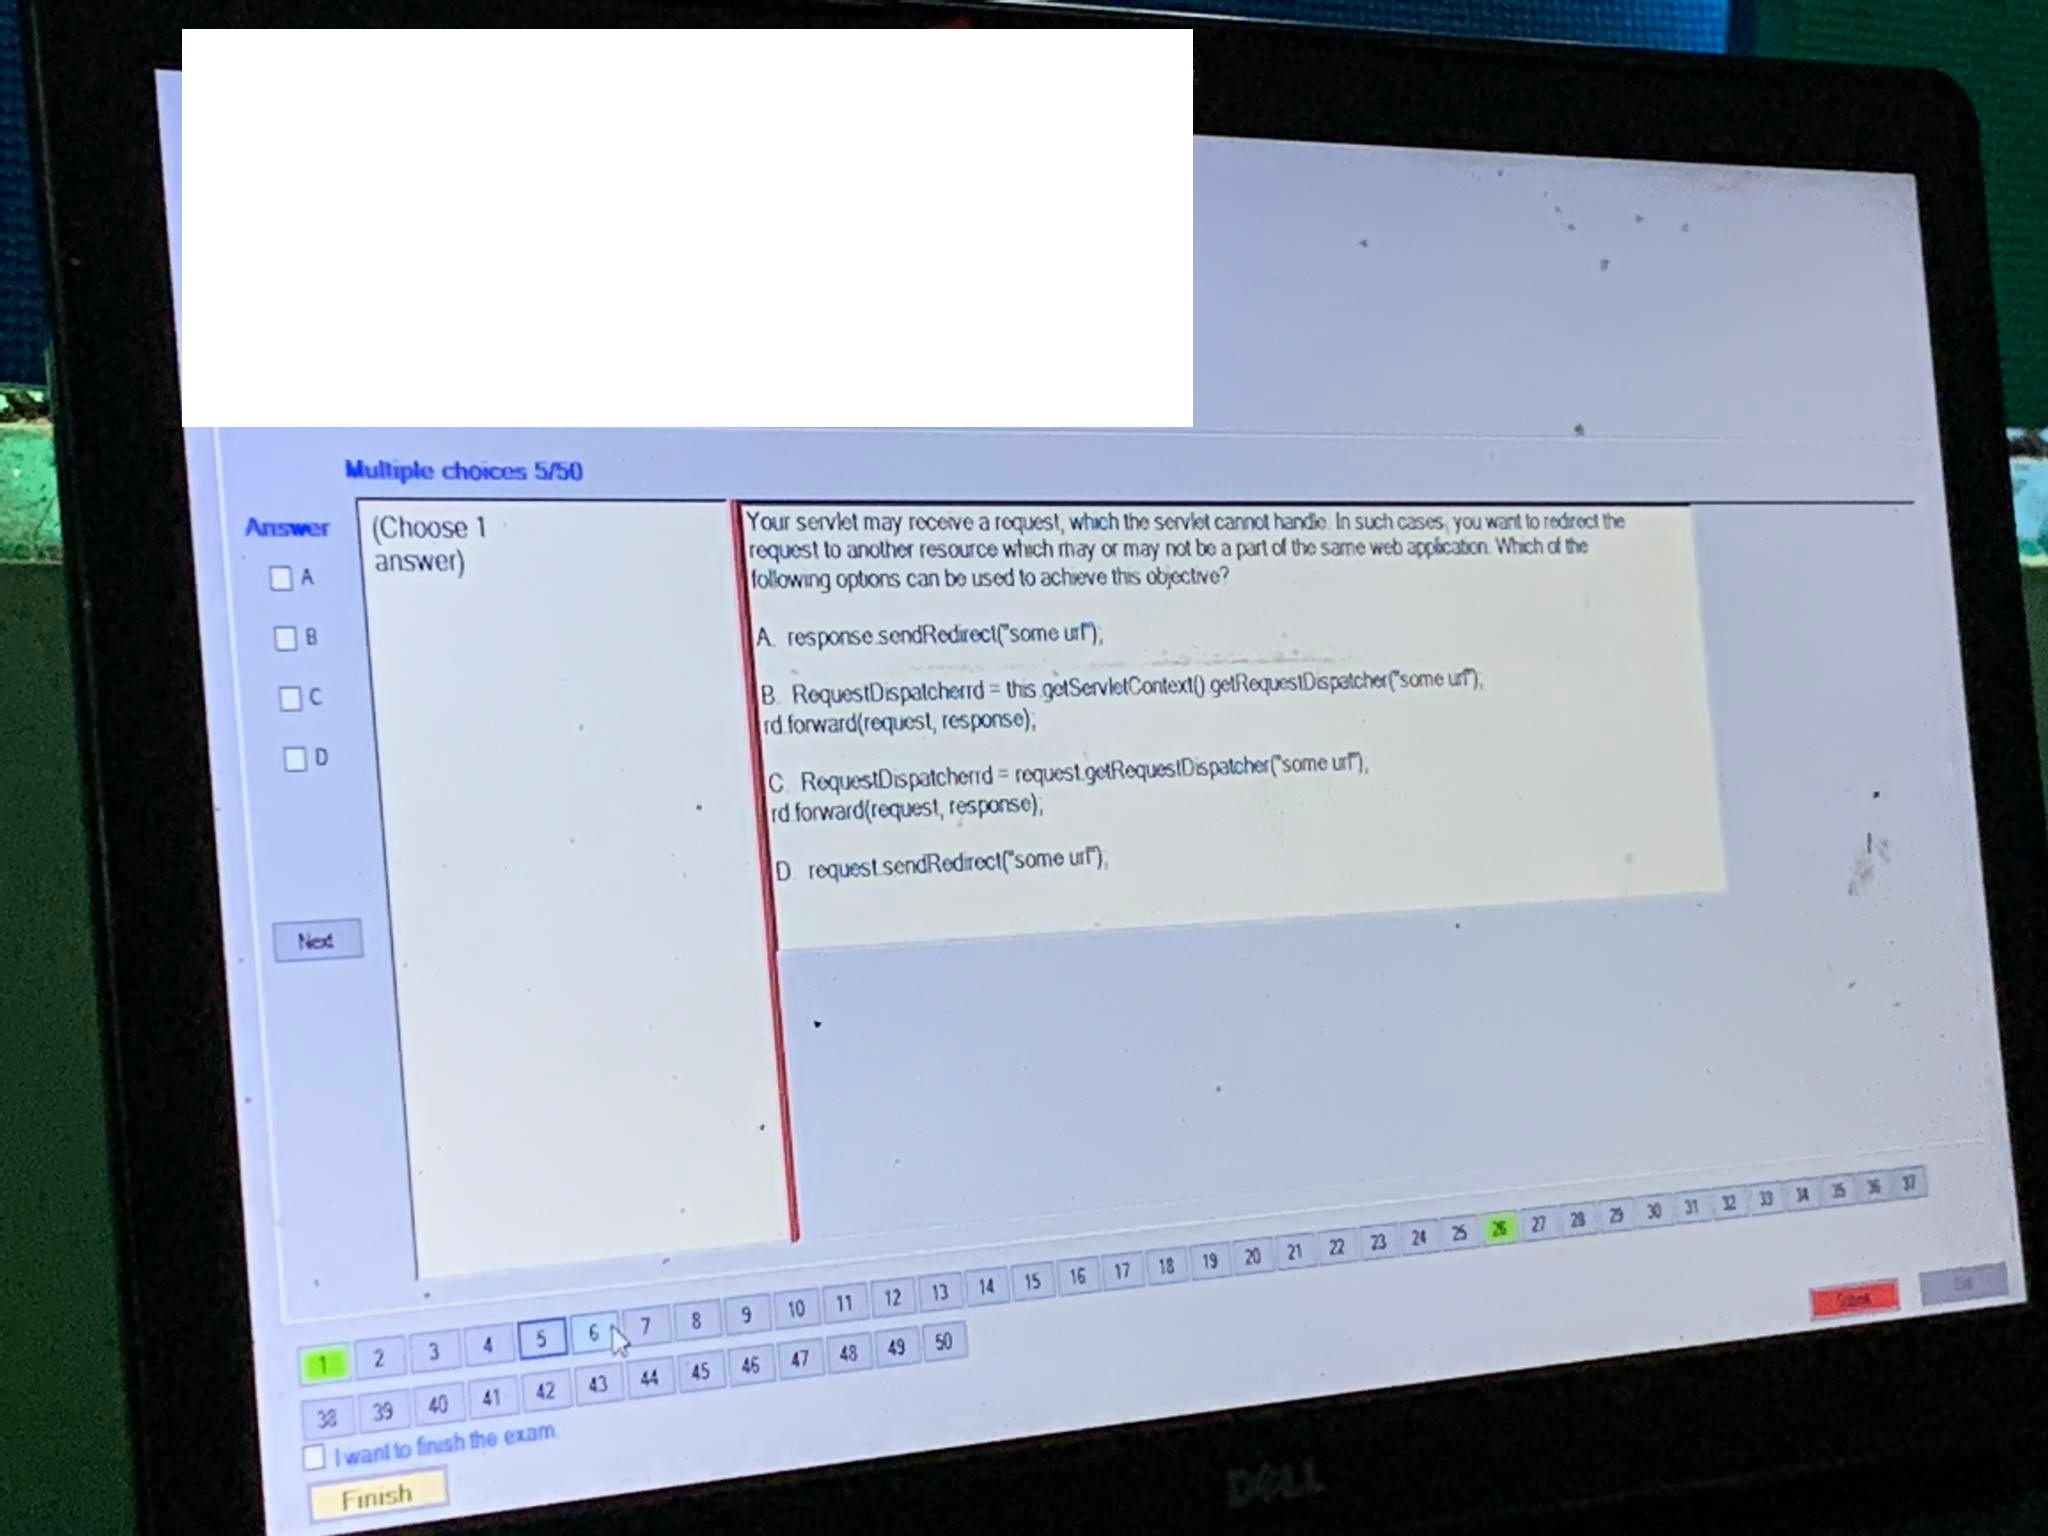 Multiple choices 5/50
Answer
A
B
C
D
Next
(Choose 1
answer)
Your servlet may receive a request, which the servlet cannot handle. In such cases, you want to redirect the
request to another resource which may or may not be a part of the same web application. Which of the
following options can be used to achieve this objective?
A. response.sendRedirect("some url");
B. RequestDispatcherrd = this.getServletContext().getRequestDispatcher("some url");
rd.forward(request, response);
C. RequestDispatcherrd = request.getRequestDispatcher("some url"),
rd.forward(request, response);
D. request.sendRedirect("some url");
1 2 3 4 5 6 7 8 9 10 11 12 13 14 15 16 17 18 19 20 21 22 23 24 25 26 27 28 29 30 31 32 33 34 35 36 37
38 39 40 41 42 43 44 45 46 47 48 49 50
I want to finish the exam.
Finish
Submit
DELL